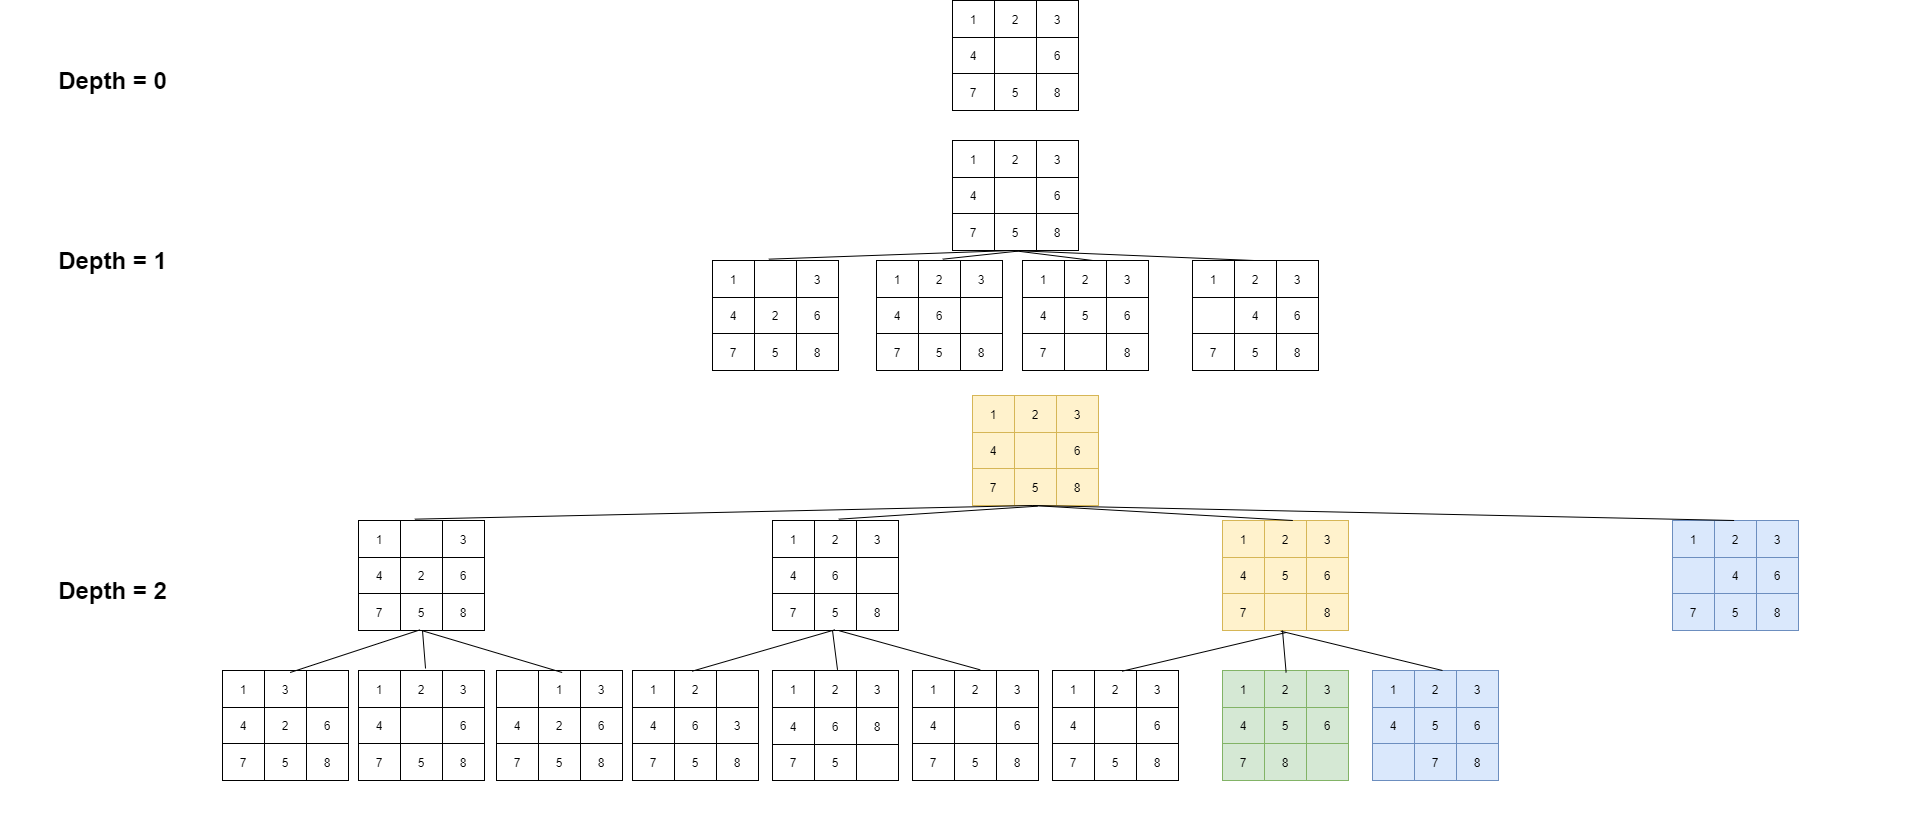 1 2 3
Depth = 0
4 6
7 5 8
1 2 3
4 6
7 5 8
Depth = 1
1 3 1 2 3 1 2 3 1 2 3
4 2 6 4 6 4 5 6 4 6
7 5 8 7 5 8 7 8 7 5 8
1 2 3
4 6
7 5 8
1 3 1 2 3 1 2 3 1 2 3
Depth = 2
4 2 6 4 6 4 5 6 4 6
7 5 8 7 5 8 7 8 7 5 8
1 3 1 2 3 1 3 1 2 1 2 3 1 2 3 1 2 3 1 2 3 1 2 3
4 2 6 4 6 4 2 6 4 6 3 4 6 8 4 6 4 6 4 5 6 4 5 6
7 5 8 7 5 8 7 5 8 7 5 8 7 5 7 5 8 7 5 8 7 8 7 8